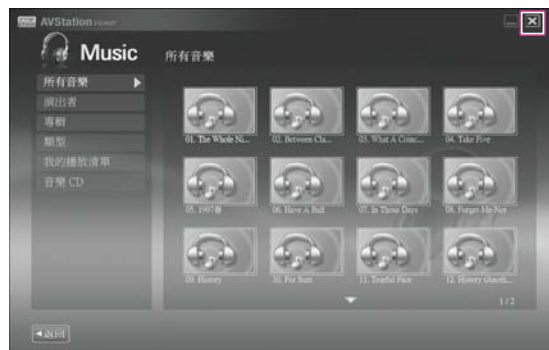 AVStation viewer
Music
所有音樂
所有音樂
演出者
專輯
類型
我的播放清單
音樂 CD
01. The Whole Ni...
02. Between Cla...
03. What A Conc...
04. Take Five
05. 1997春
06. Have A Ball
07. In These Days
08. Forget-Me-Not
09. History
10. For Sure
11. Tearful Face
12. History (Anoth...
1/2
返回